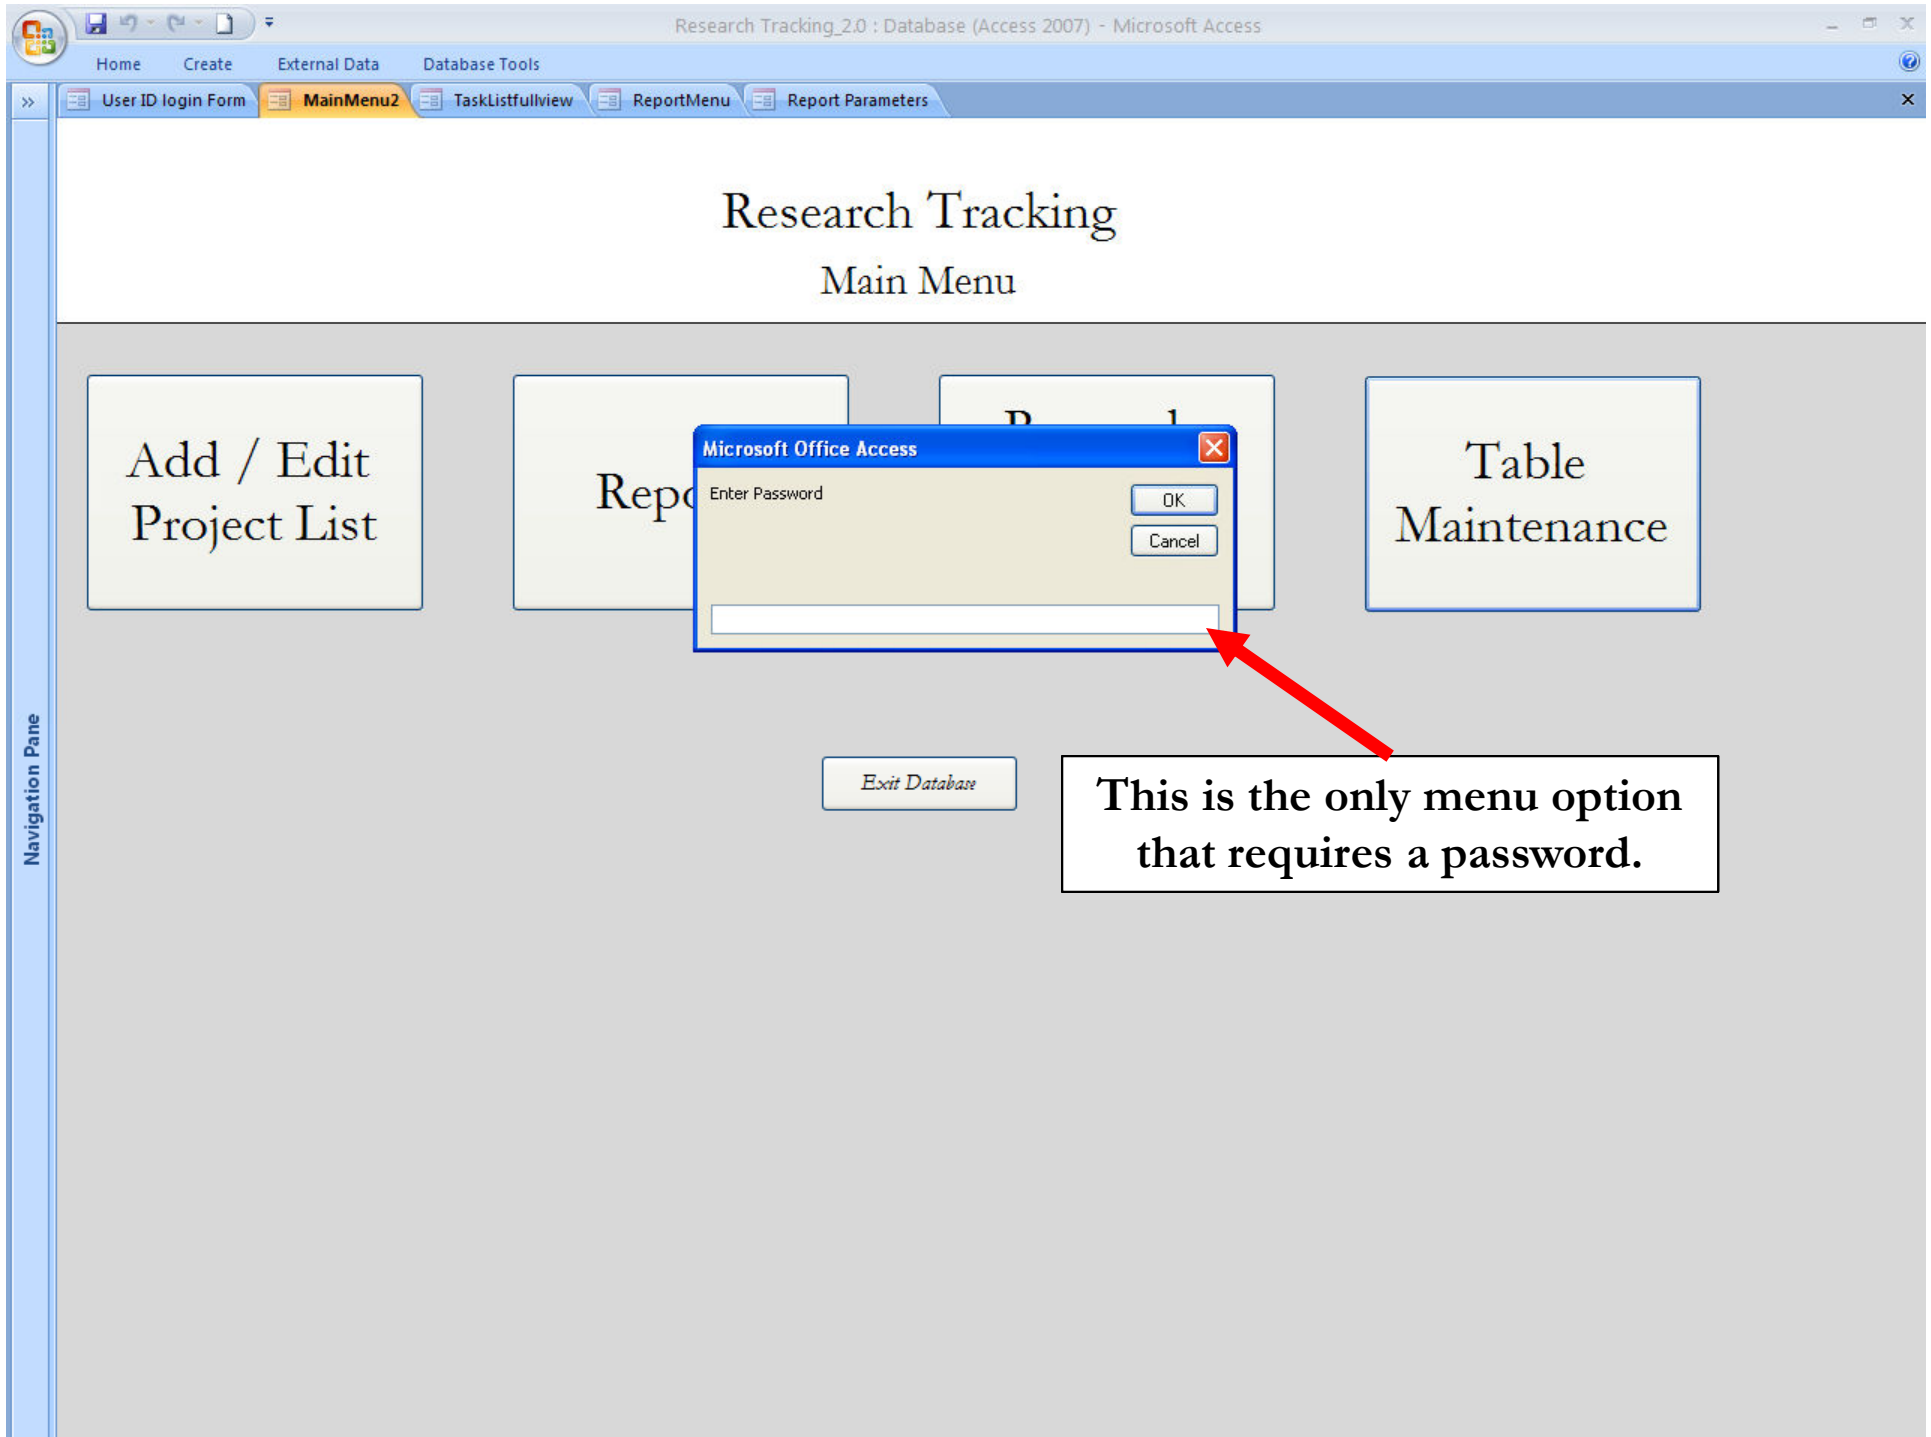 Research Tracking_2.0 : Database (Access 2007) - Microsoft Access
Home Create External Data Database Tools
» User ID login Form MainMenu2 TaskListfullview ReportMenu Report Parameters
Research Tracking
Main Menu
Add / Edit
Project List
Repo
Table
Maintenance
Microsoft Office Access
Enter Password
OK
Cancel
Exit Database
This is the only menu option
that requires a password.
Navigation Pane